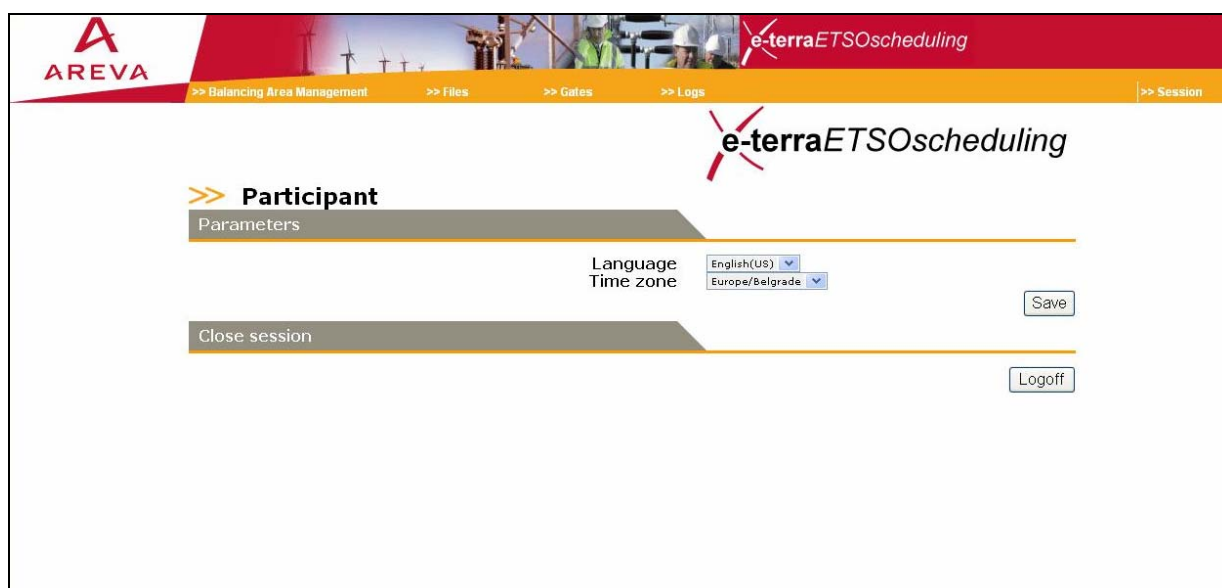 AREVA
e-terraETSOscheduling
>> Balancing Area Management >> Files >> Gates >> Logs >> Session
e-terraETSOscheduling
>> Participant
Parameters
Language English(US)
Time zone Europe/Belgrade
Save
Close session
Logoff